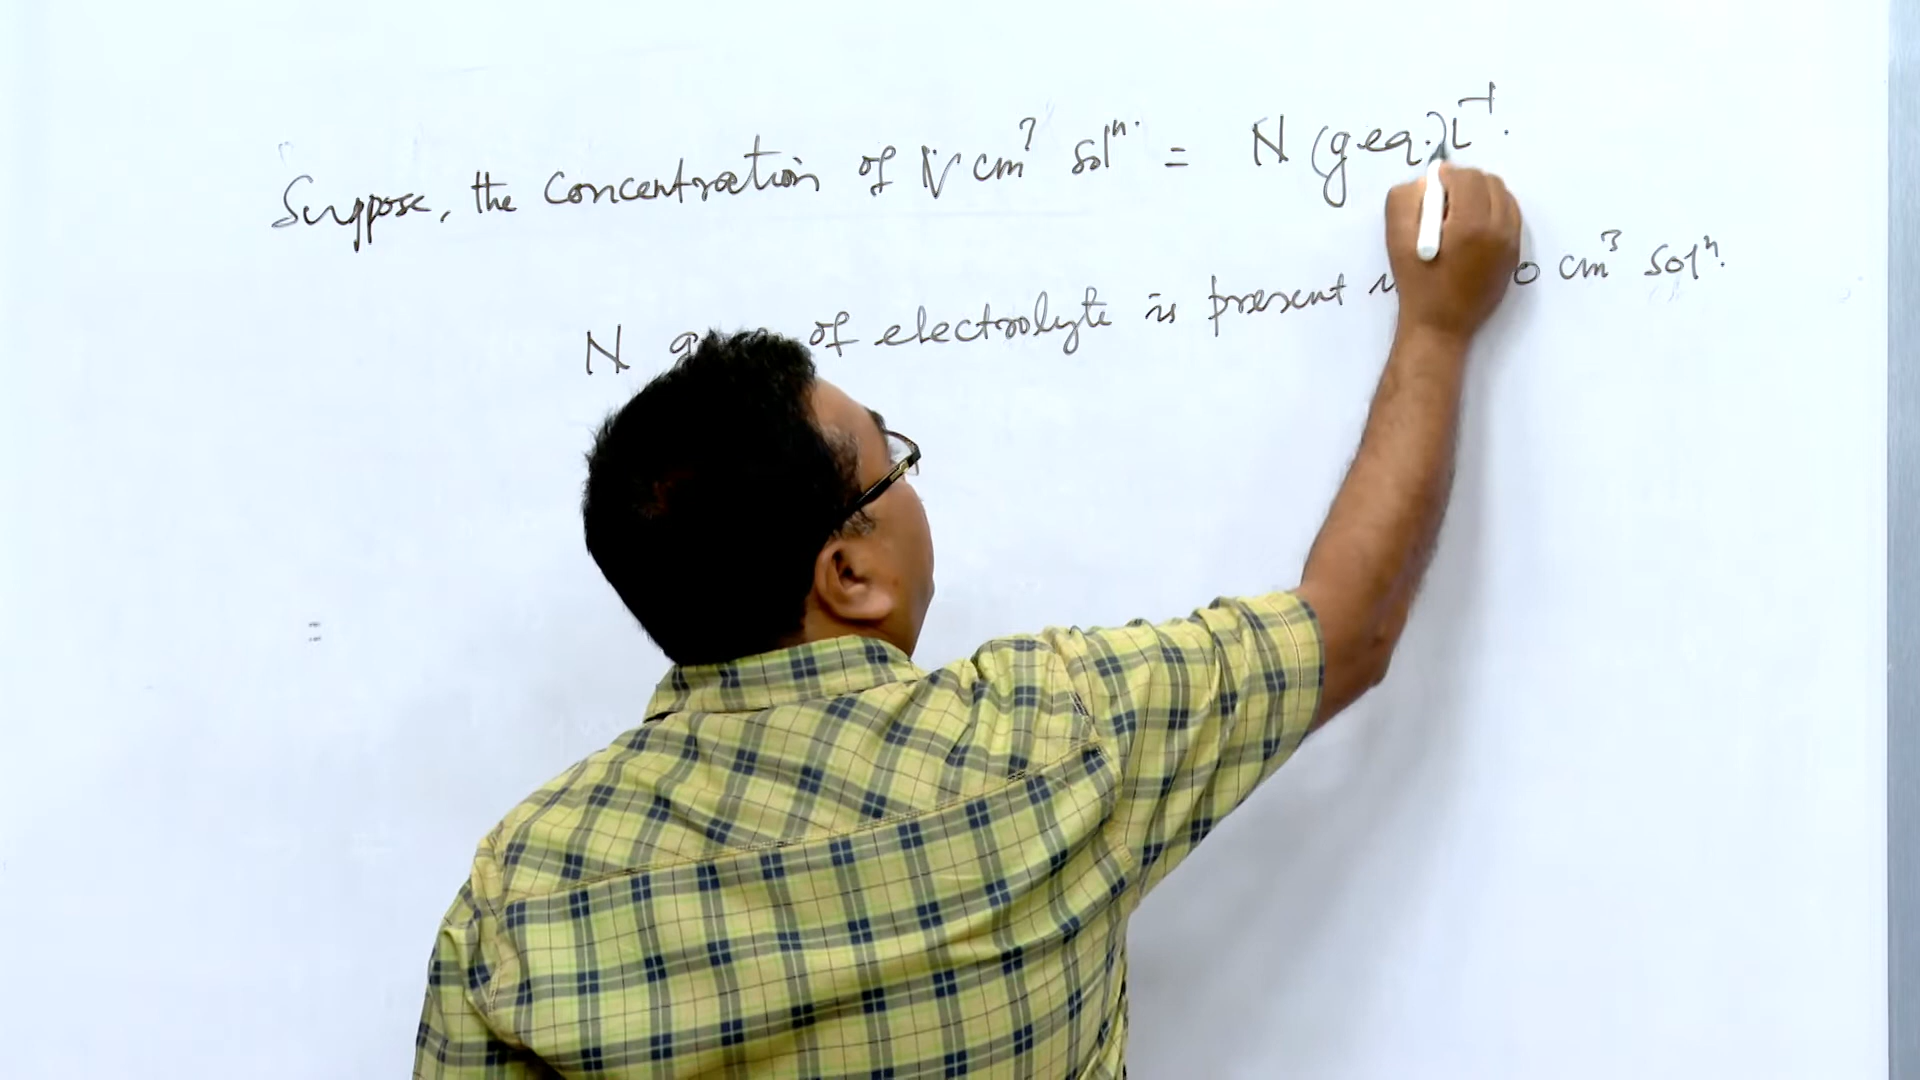 Suppose, the concentration of V cm³ solⁿ. = N (g eq.) L⁻¹.
N of electrolyte is present cm³ solⁿ.
=